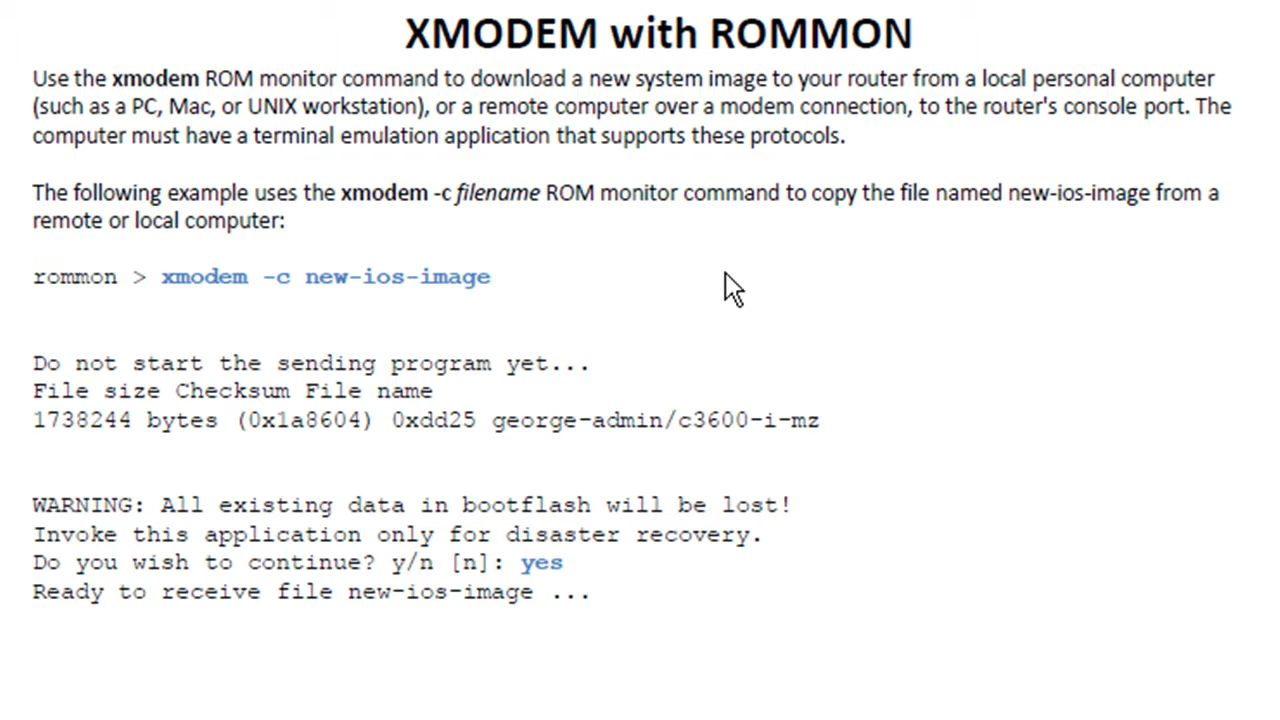 XMODEM with ROMMON
Use the xmodem ROM monitor command to download a new system image to your router from a local personal computer
(such as a PC, Mac, or UNIX workstation), or a remote computer over a modem connection, to the router's console port. The
computer must have a terminal emulation application that supports these protocols.
The following example uses the xmodem -c filename ROM monitor command to copy the file named new-ios-image from a
remote or local computer:
rommon > xmodem -c new-ios-image
Do not start the sending program yet...
File size Checksum File name
1738244 bytes (0x1a8604) 0xdd25 george-admin/c3600-i-mz
WARNING: All existing data in bootflash will be lost!
Invoke this application only for disaster recovery.
Do you wish to continue? y/n [n]: yes
Ready to receive file new-ios-image ...